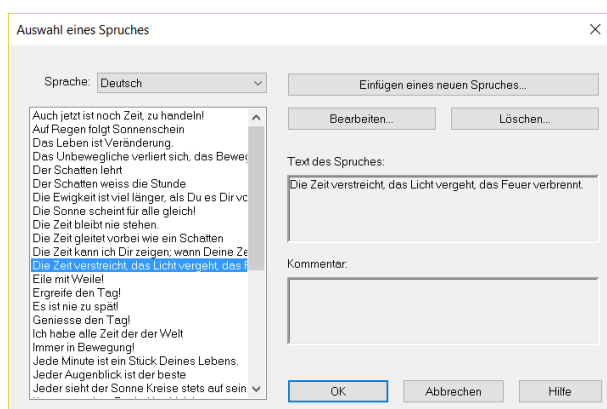 Auswahl eines Spruches
Sprache: Deutsch
Einfügen eines neuen Spruches...
Bearbeiten...
Löschen...
Auch jetzt ist noch Zeit, zu handeln!
Auf Regen folgt Sonnenschein
Das Leben ist Veränderung.
Das Unbewegliche verliert sich, das Beweg
Der Schatten lehrt
Der Schatten weiss die Stunde
Die Ewigkeit ist viel länger, als Du es Dir vo
Die Sonne scheint für alle gleich!
Die Zeit bleibt nie stehen.
Die Zeit gleitet vorbei wie ein Schatten
Die Zeit kann ich Dir zeigen; wann Deine Ze
Die Zeit verstreicht, das Licht vergeht, das F
Eile mit Weile!
Ergreife den Tag!
Es ist nie zu spät!
Geniesse den Tag!
Ich habe alle Zeit der der Welt
Immer in Bewegung!
Jede Minute ist ein Stück Deines Lebens.
Jeder Augenblick ist der beste
Jeder sieht der Sonne Kreise stets auf sein
Text des Spruches:
Die Zeit verstreicht, das Licht vergeht, das Feuer verbrennt.
Kommentar:
OK
Abbrechen
Hilfe